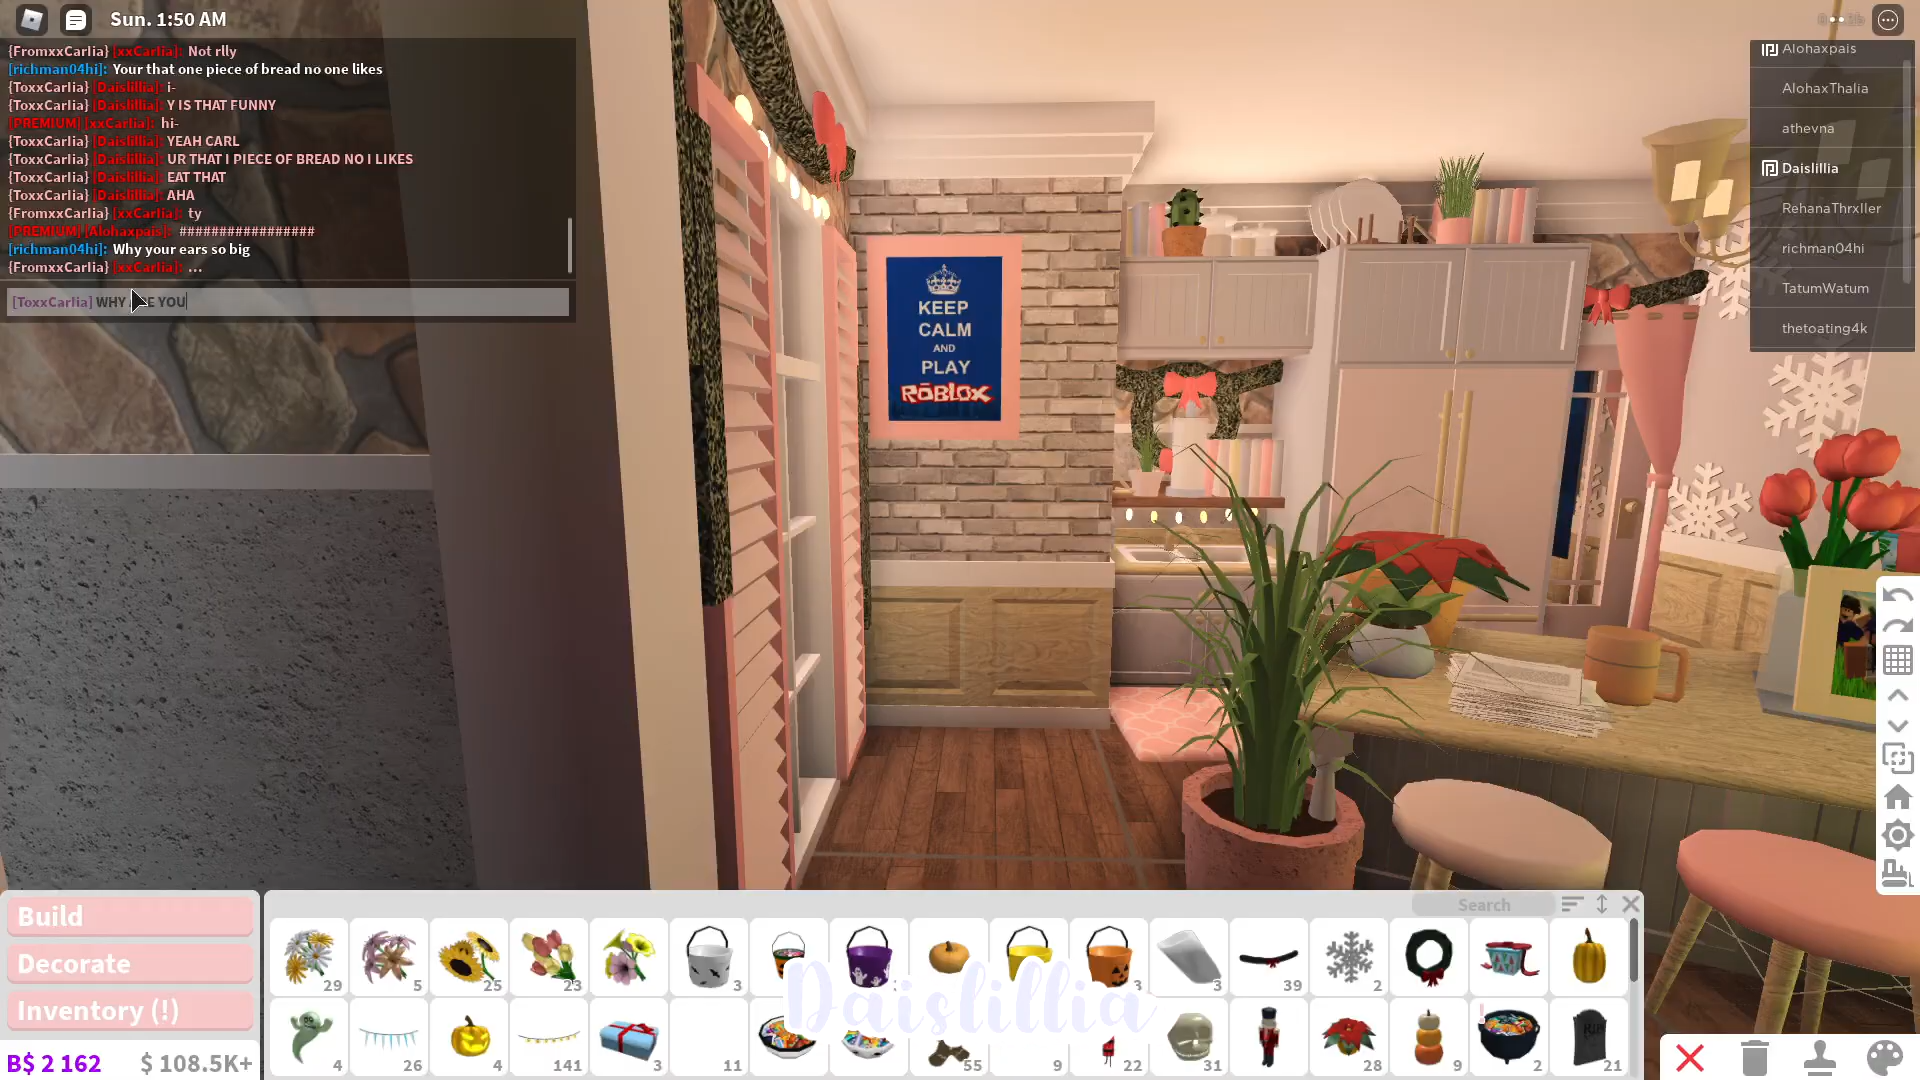 Sun. 1:50 AM
{FromxxCarlia} [xxCarlia]: Not rlly
[richman04hi]: Your that one piece of bread no one likes
{ToxxCarlia} [Daislillia]: i-
{ToxxCarlia} [Daislillia]: Y IS THAT FUNNY
[PREMIUM] [xxCarlia]: hi-
{ToxxCarlia} [Daislillia]: YEAH CARL
{ToxxCarlia} [Daislillia]: UR THAT I PIECE OF BREAD NO I LIKES
{ToxxCarlia} [Daislillia]: EAT THAT
{ToxxCarlia} [Daislillia]: AHA
{FromxxCarlia} [xxCarlia]: ty
[PREMIUM] [Alohaxpais]: #################
[richman04hi]: Why your ears so big
{FromxxCarlia} [xxCarlia]: ...
[ToxxCarlia] WHY E YOU
Alohaxpais
AlohaxThalia
athevna
Daislillia
RehanaThrxller
richman04hi
TatumWatum
thetoating4k
KEEP
CALM
AND
PLAY
ROBLOX
Build
Decorate
Inventory (!)
B$ 2 162
$ 108.5K+
Search
29
5
25
23
3
3
3
39
2
Daislillia
4
26
4
141
3
11
55
9
22
31
28
9
2
21
RIP